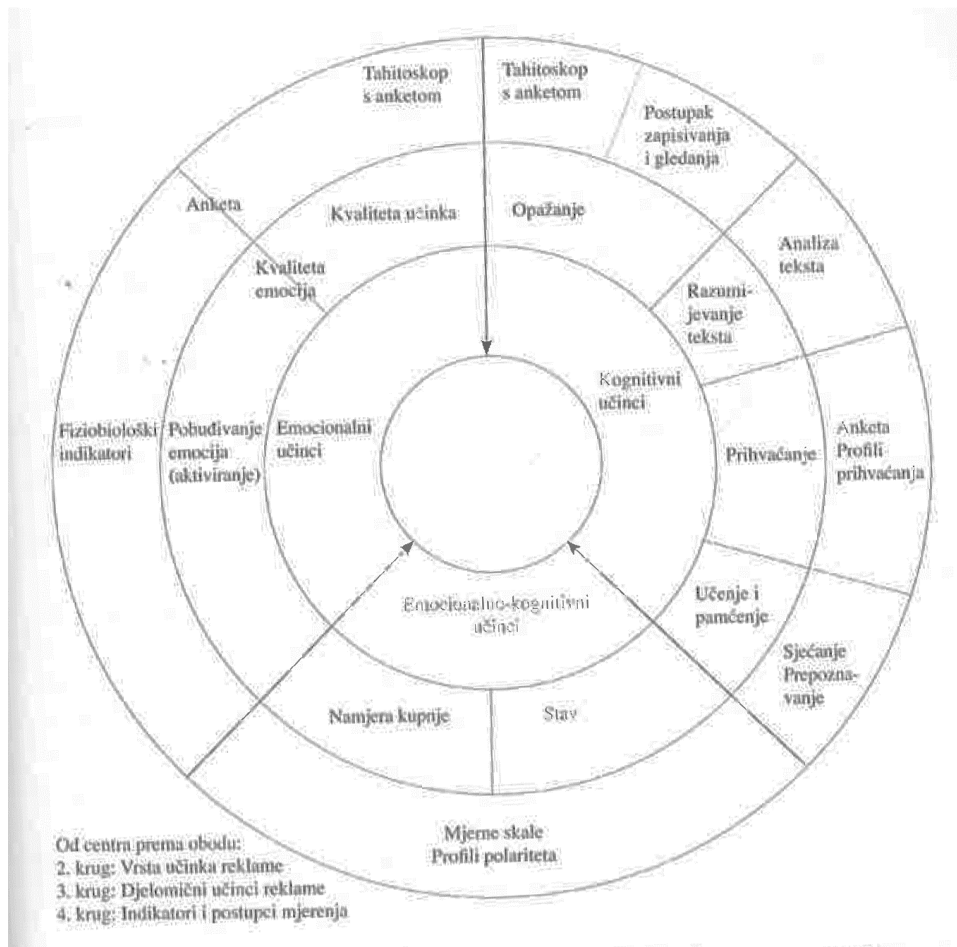 Tahitoskop
s anketom
Tahitoskop
s anketom
Postupak
zapisivanja
i gledanja
Anketa
Kvaliteta učinka
Opažanje
Analiza
teksta
Kvaliteta
emocija
Razumi-
jevanje
teksta
Kognitivni
učinci
Fiziobiološki
indikatori
Pobuđivanje
emocija
(aktiviranje)
Emocionalni
učinci
Prihvaćanje
Anketa
Profili
prihvaćanja
Emocionalno-kognitivni
učinci
Učenje i
pamćenje
Sjećanje
Prepozna-
vanje
Namjera kupnje
Stav
Mjerne skale
Profili polariteta
Od centra prema obodu:
2. krug: Vrsta učinka reklame
3. krug: Djelomični učinci reklame
4. krug: Indikatori i postupci mjerenja